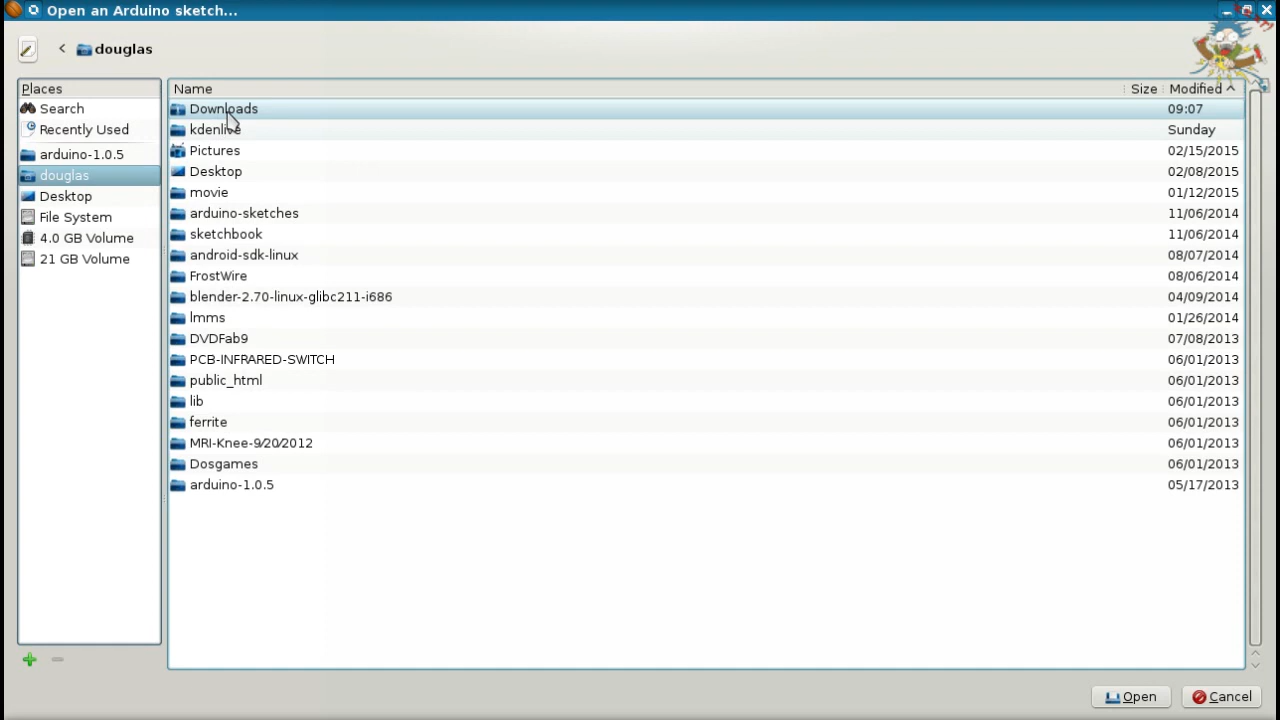 Open an Arduino sketch...
douglas
Places
Search
Recently Used
arduino-1.0.5
douglas
Desktop
File System
4.0 GB Volume
21 GB Volume
Name Size Modified
Downloads 09:07
kdenlive Sunday
Pictures 02/15/2015
Desktop 02/08/2015
movie 01/12/2015
arduino-sketches 11/06/2014
sketchbook 11/06/2014
android-sdk-linux 08/07/2014
FrostWire 08/06/2014
blender-2.70-linux-glibc211-i686 04/09/2014
lmms 01/26/2014
DVDFab9 07/08/2013
PCB-INFRARED-SWITCH 06/01/2013
public_html 06/01/2013
lib 06/01/2013
ferrite 06/01/2013
MRI-Knee-9⁄20⁄2012 06/01/2013
Dosgames 06/01/2013
arduino-1.0.5 05/17/2013
Open Cancel